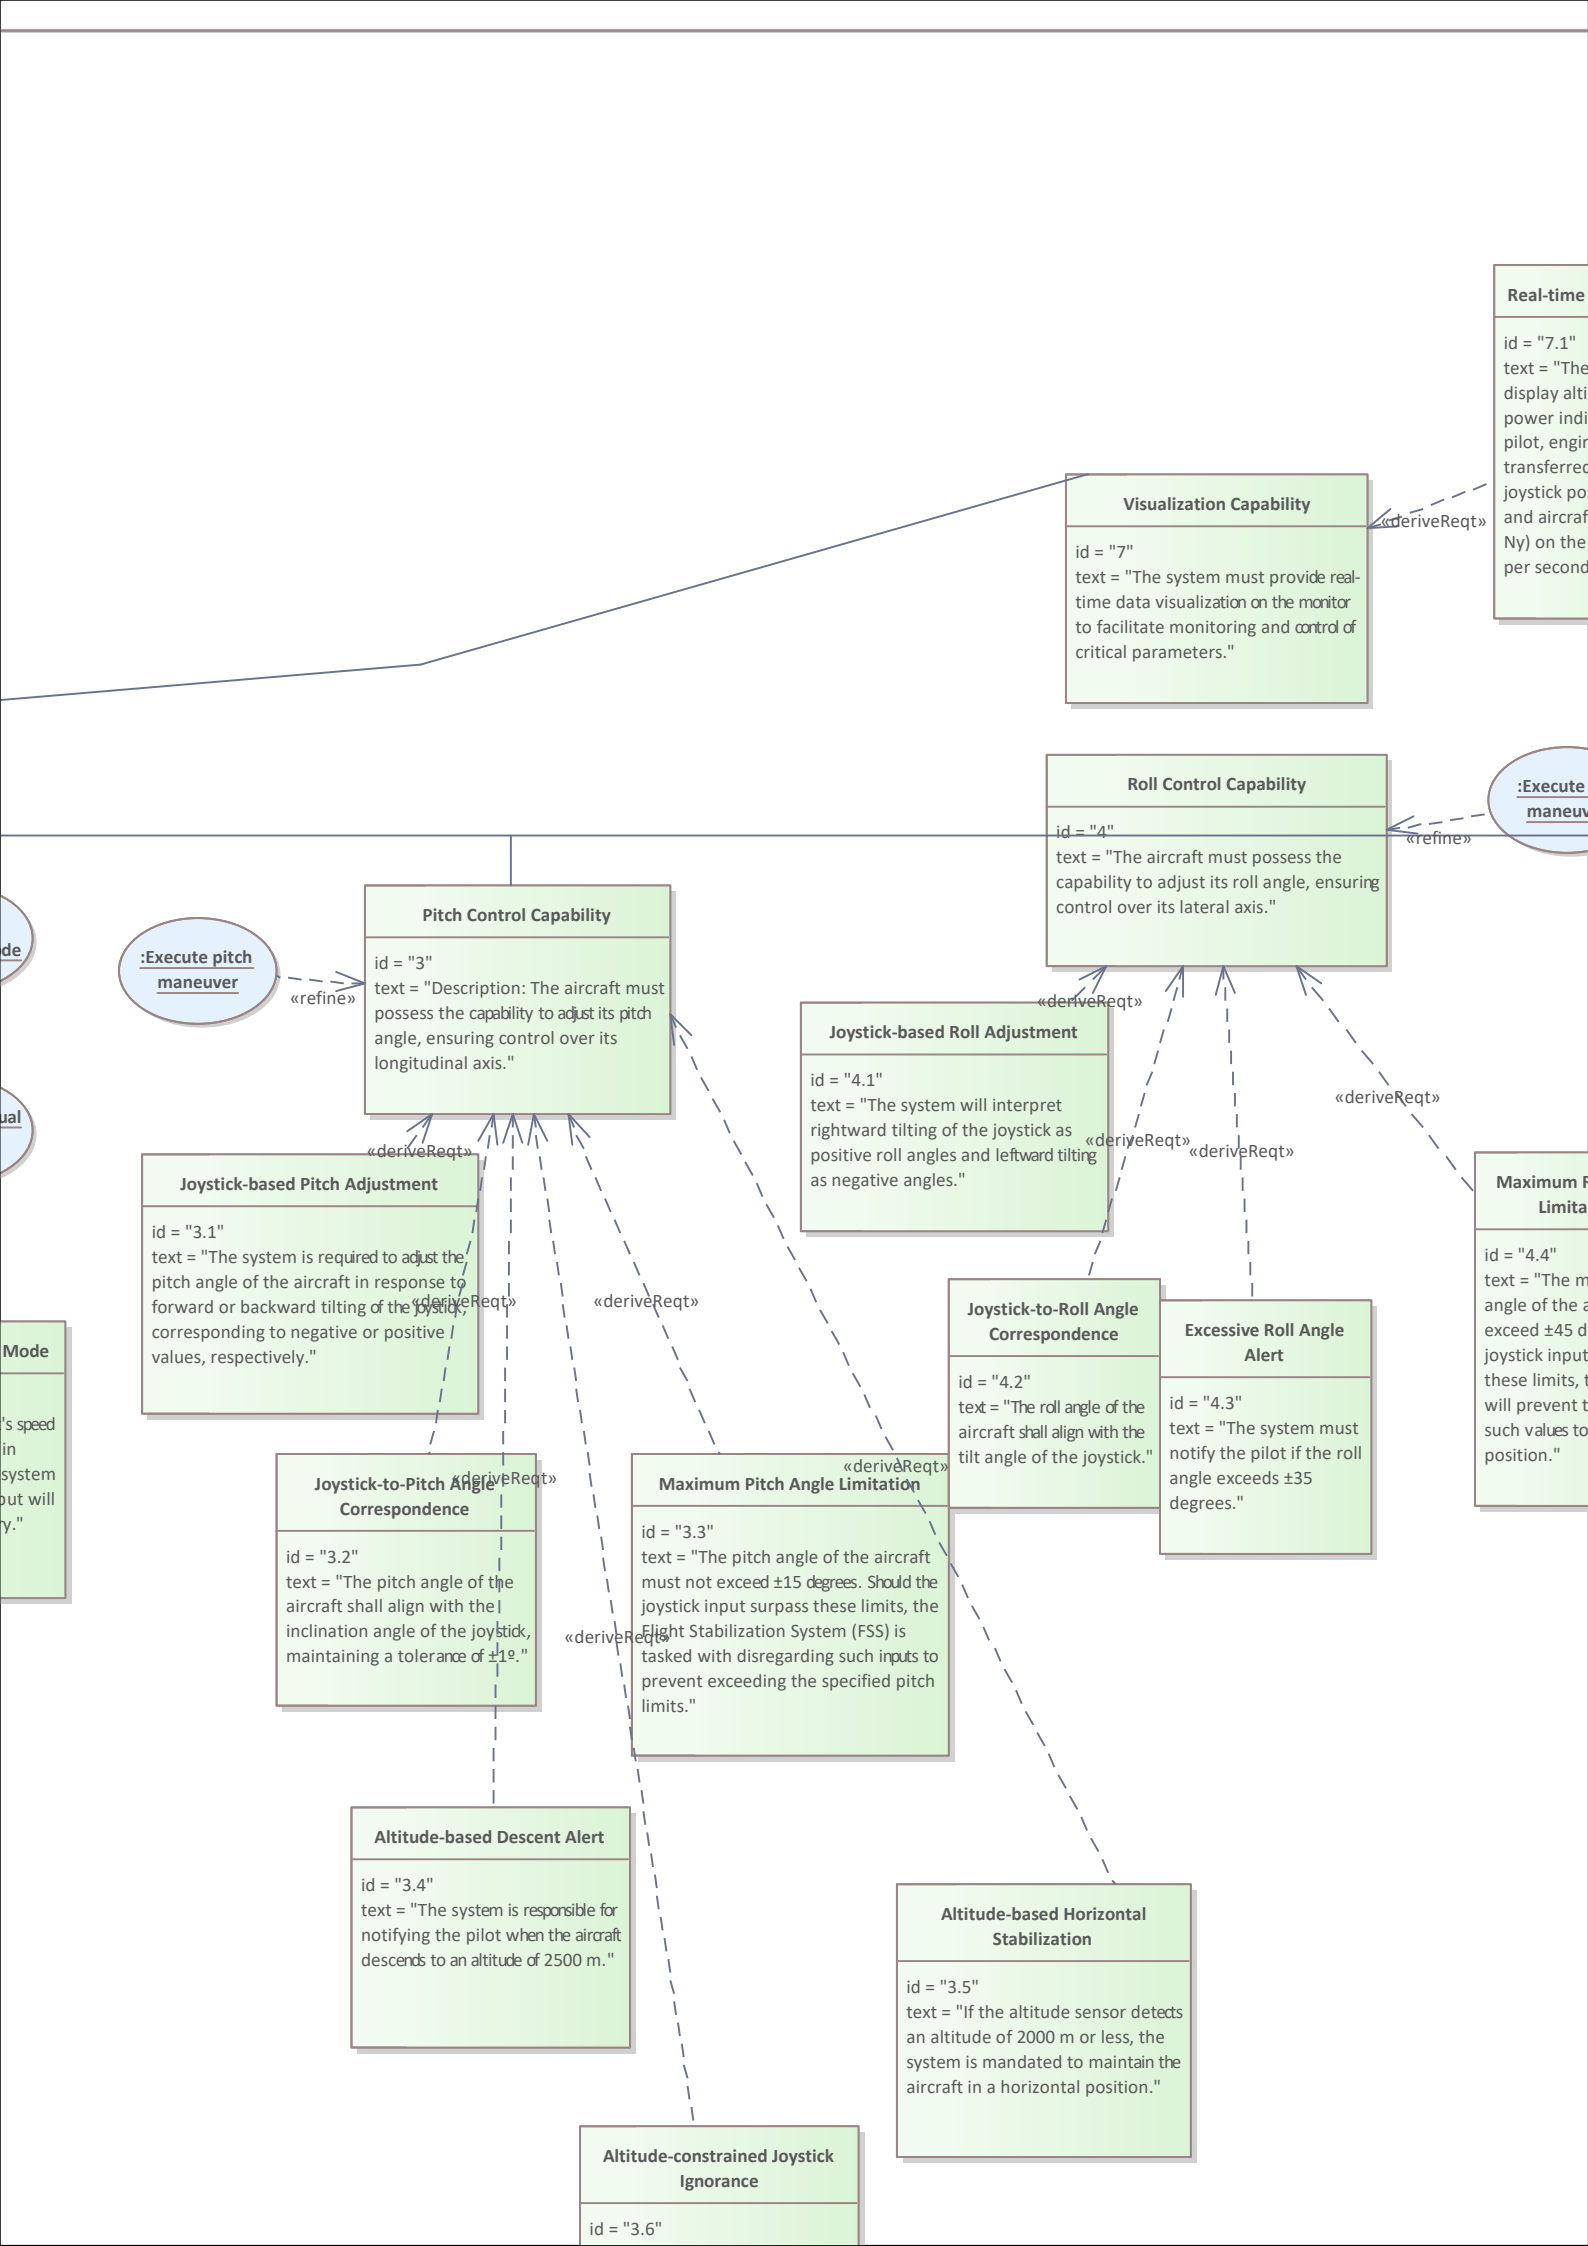 Real-time
id = "7.1"
text = "The
display alti
power indi
pilot, engin
transferred
joystick po
and aircraf
Ny) on the
per second
«deriveReqt»
Visualization Capability
id = "7"
text = "The system must provide real-
time data visualization on the monitor
to facilitate monitoring and control of
critical parameters."
Roll Control Capability
id = "4"
text = "The aircraft must possess the
capability to adjust its roll angle, ensuring
control over its lateral axis."
:Execute
maneuv
«refine»
Pitch Control Capability
id = "3"
text = "Description: The aircraft must
possess the capability to adjust its pitch
angle, ensuring control over its
longitudinal axis."
:Execute pitch
maneuver
«refine»
de
ual
«deriveReqt»
Joystick-based Roll Adjustment
id = "4.1"
text = "The system will interpret
rightward tilting of the joystick as
positive roll angles and leftward tilting
as negative angles."
«deriveReqt»
«deriveReqt»
«deriveReqt»
«deriveReqt»
Joystick-based Pitch Adjustment
id = "3.1"
text = "The system is required to adjust the
pitch angle of the aircraft in response to
forward or backward tilting of the joystick,
corresponding to negative or positive
values, respectively."
«deriveReqt»
«deriveReqt»
Maximum
Limita
id = "4.4"
text = "The m
angle of the a
exceed ±45 d
joystick input
these limits, t
will prevent t
such values to
position."
Joystick-to-Roll Angle
Correspondence
id = "4.2"
text = "The roll angle of the
aircraft shall align with the
tilt angle of the joystick."
Excessive Roll Angle
Alert
id = "4.3"
text = "The system must
notify the pilot if the roll
angle exceeds ±35
degrees."
Mode
's speed
in
system
put will
y."
Joystick-to-Pitch Angle
Correspondence
id = "3.2"
text = "The pitch angle of the
aircraft shall align with the
inclination angle of the joystick,
maintaining a tolerance of ±1º."
«deriveReqt»
«deriveReqt»
Maximum Pitch Angle Limitation
id = "3.3"
text = "The pitch angle of the aircraft
must not exceed ±15 degrees. Should the
joystick input surpass these limits, the
Flight Stabilization System (FSS) is
tasked with disregarding such inputs to
prevent exceeding the specified pitch
limits."
«deriveReqt»
Altitude-based Descent Alert
id = "3.4"
text = "The system is responsible for
notifying the pilot when the aircraft
descends to an altitude of 2500 m."
Altitude-based Horizontal
Stabilization
id = "3.5"
text = "If the altitude sensor detects
an altitude of 2000 m or less, the
system is mandated to maintain the
aircraft in a horizontal position."
Altitude-constrained Joystick
Ignorance
id = "3.6"